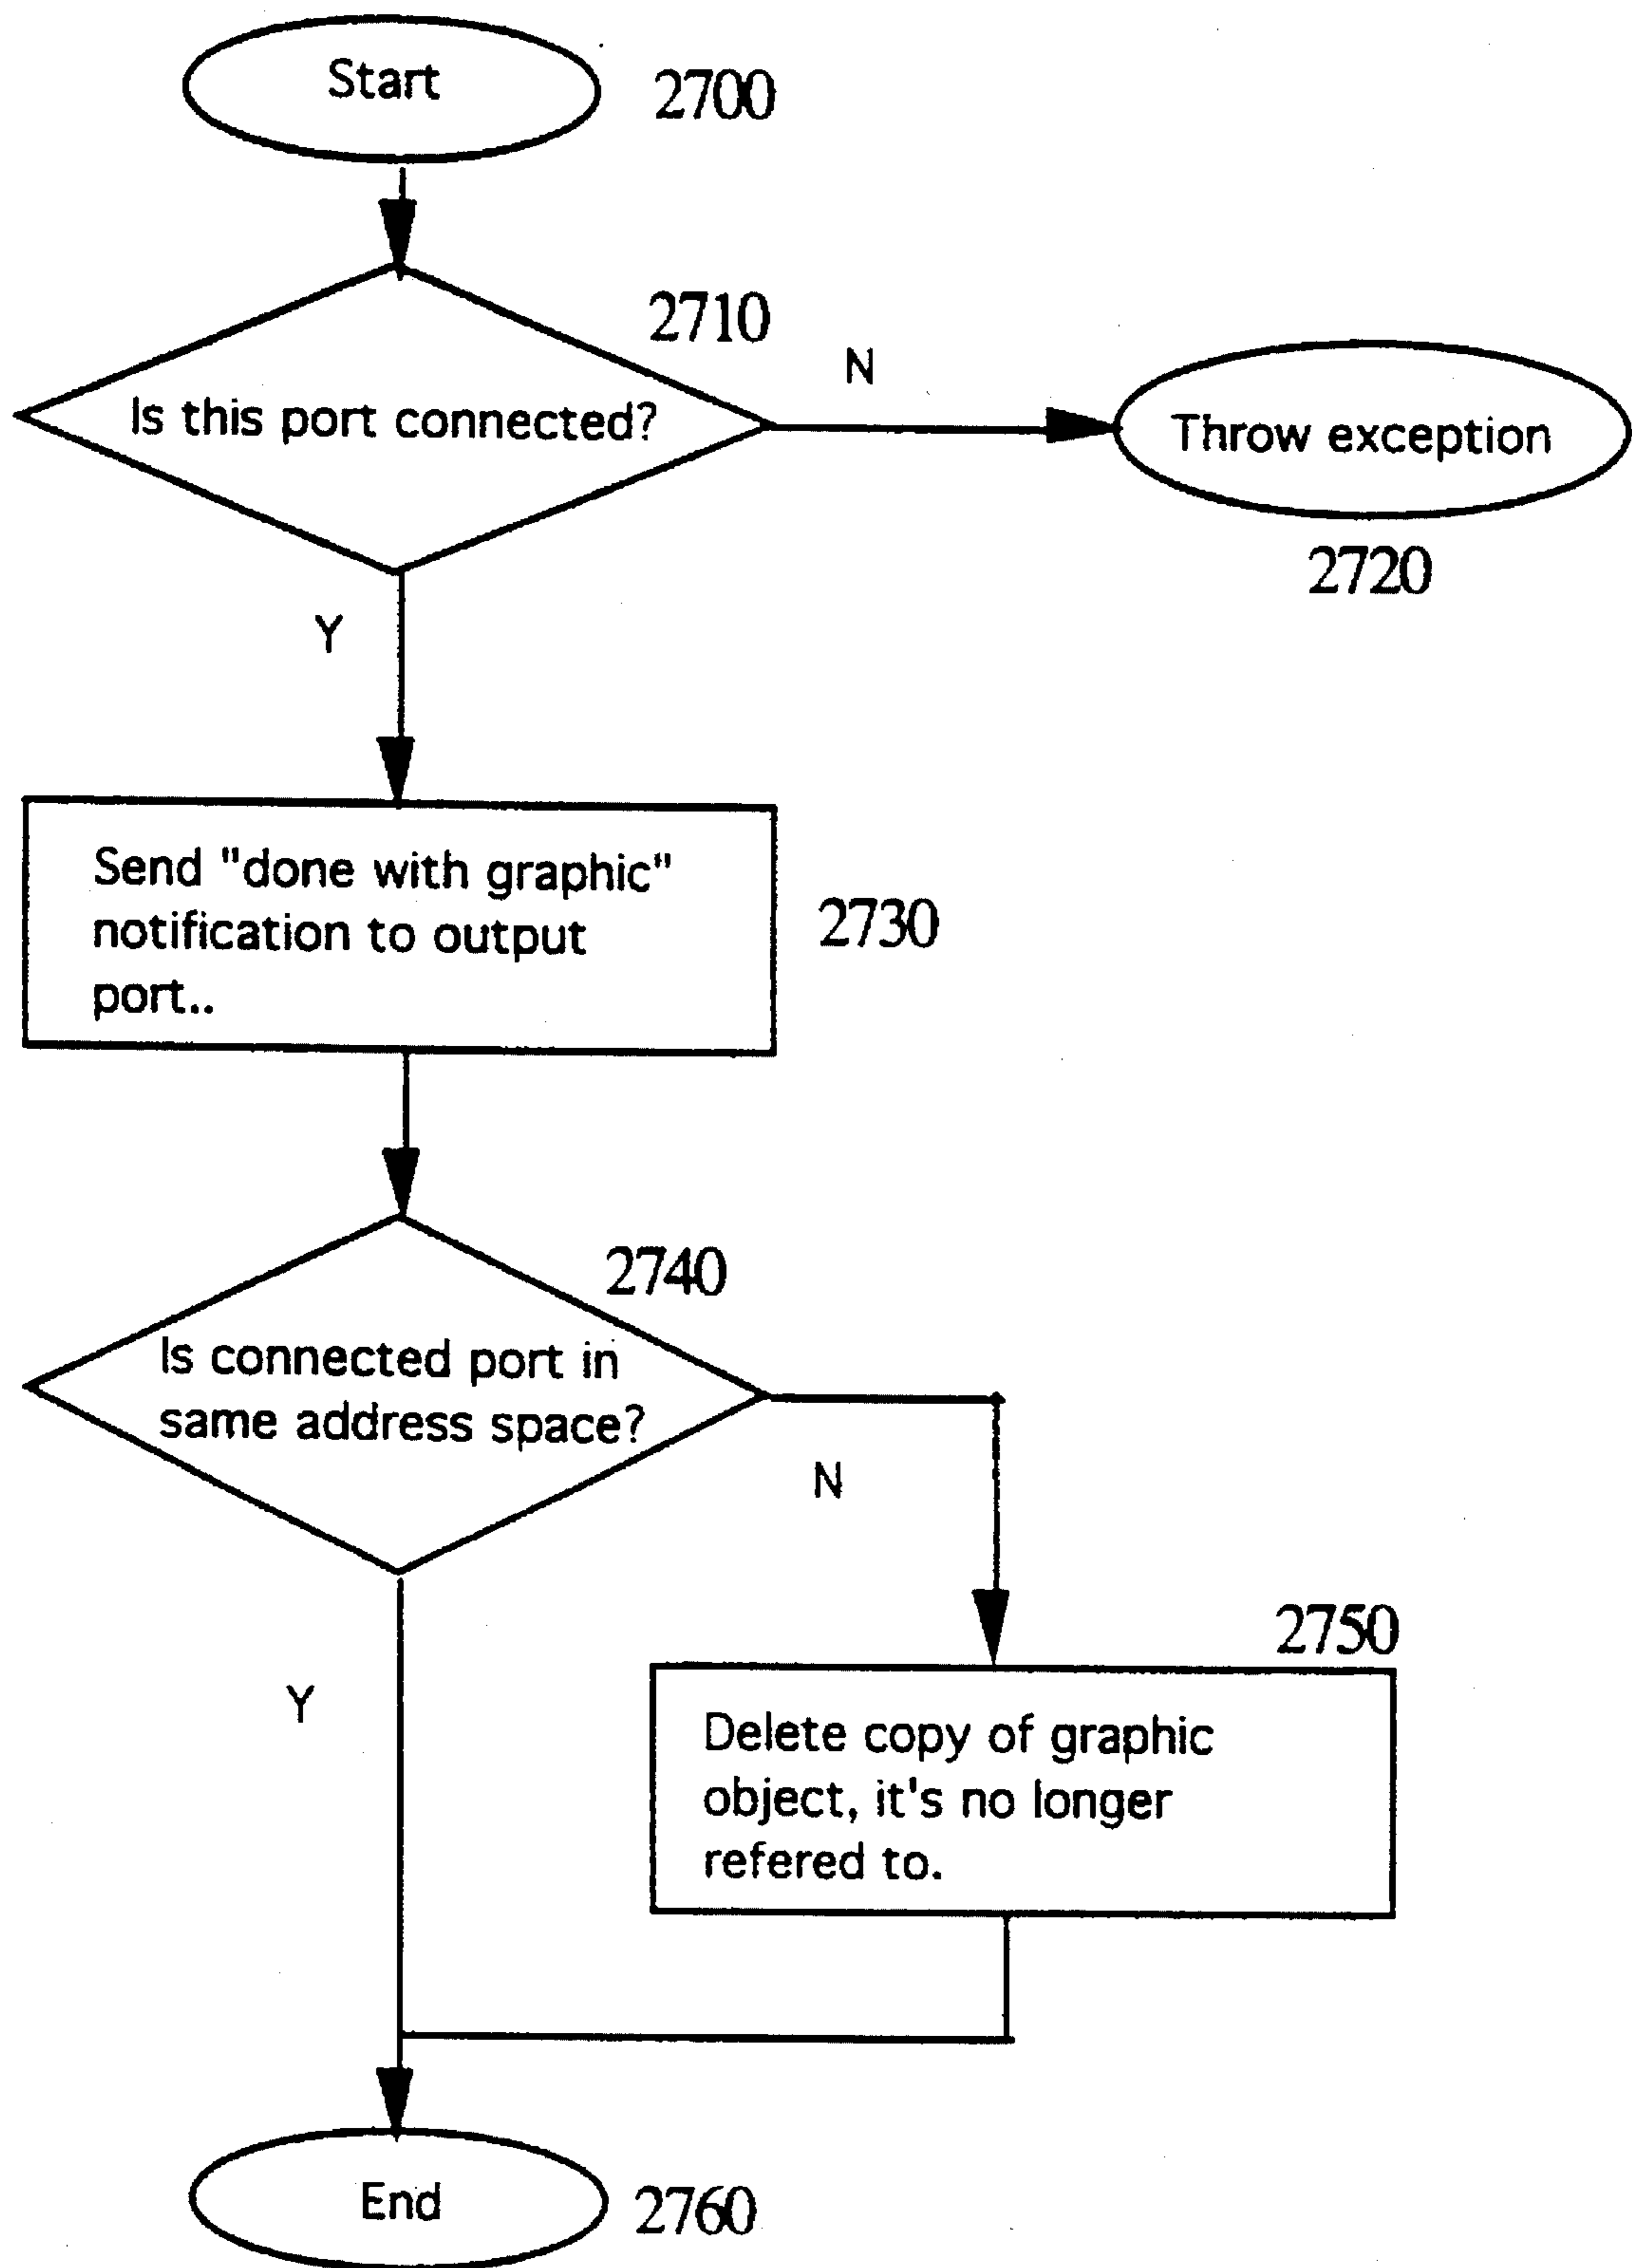 Start
2700
2710
N
Is this port connected?
Throw exception
2720
Y
Send "done with graphic"
notification to output
port..
2730
2740
Is connected port in
same address space?
N
2750
Y
Delete copy of graphic
object, it's no longer
refered to.
End
2760